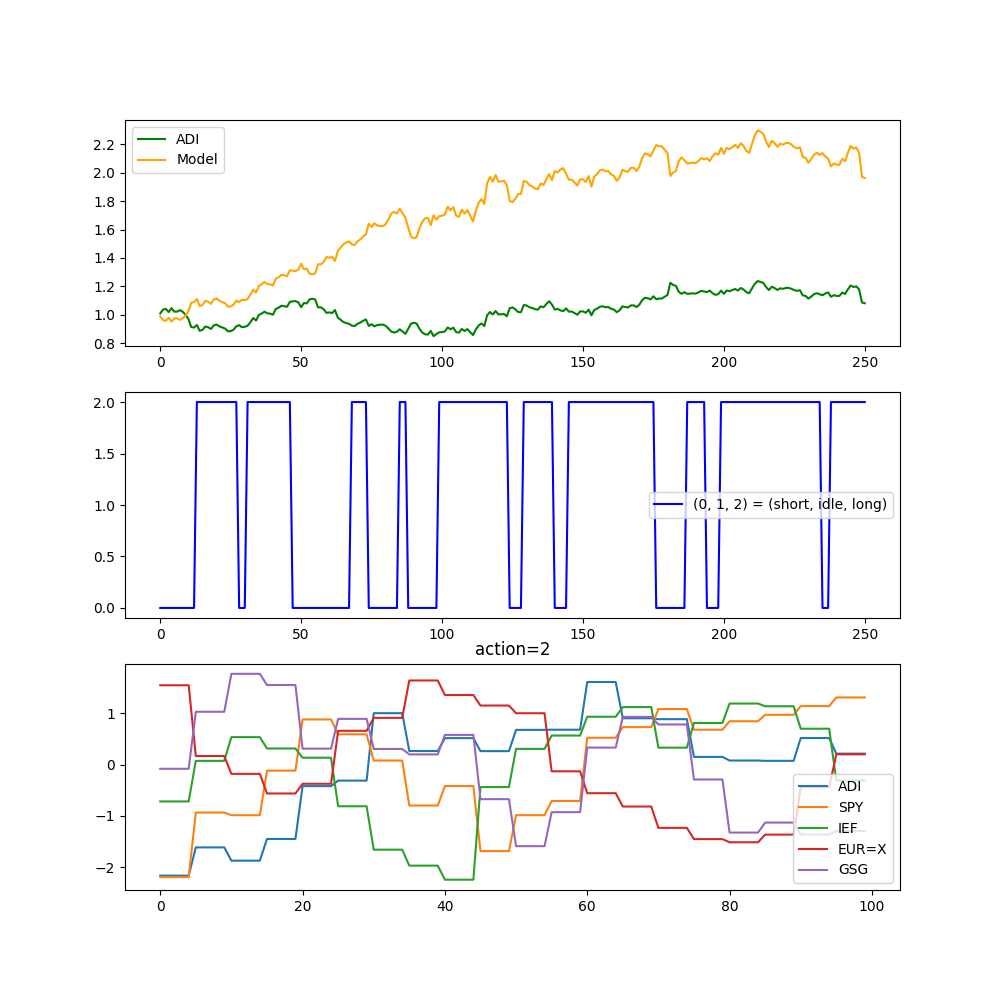 ADI
Model
2.2
2.0
1.8
1.6
1.4
1.2
1.0
0.8
0 50 100 150 200 250
2.0
1.5
1.0
0.5
0.0
(0, 1, 2) = (short, idle, long)
0 50 100 150 200 250
action=2
1
0
−1
−2
ADI
SPY
IEF
EUR=X
GSG
0 20 40 60 80 100